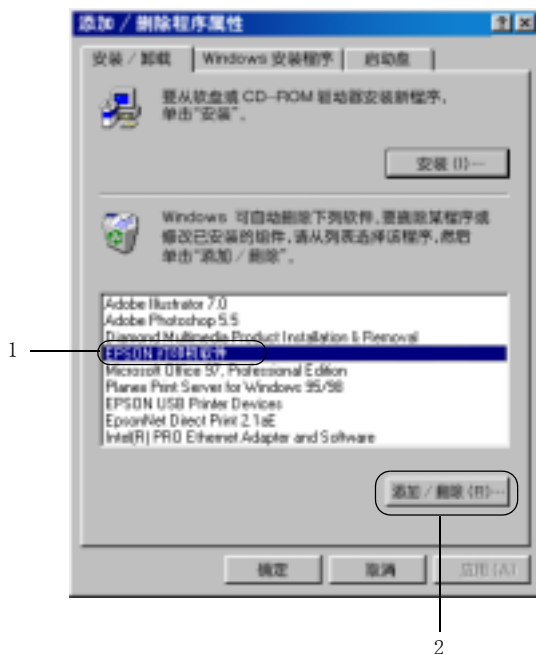 添加 / 删除程序属性
安装 / 卸载
Windows 安装程序
启动盘
要从软盘或 CD-ROM 驱动器安装新程序,
单击“安装”。
安装 (I)…
Windows 可自动删除下列软件,要删除某程序或
修改已安装的组件,请从列表选择该程序,然后
单击“添加 / 删除”。
Adobe Illustrator 7.0
Adobe Photoshop 5.5
Diamond Multimedia Product Installation & Removal
1
EPSON 打印机软件
Microsoft Office 97, Professional Edition
Planex Print Server for Windows 95/98
EPSON USB Printer Devices
EpsonNet Direct Print 2.1aE
Intel(R) PRO Ethernet Adapter and Software
添加 / 删除 (R)…
确定
取消
应用 (A)
2